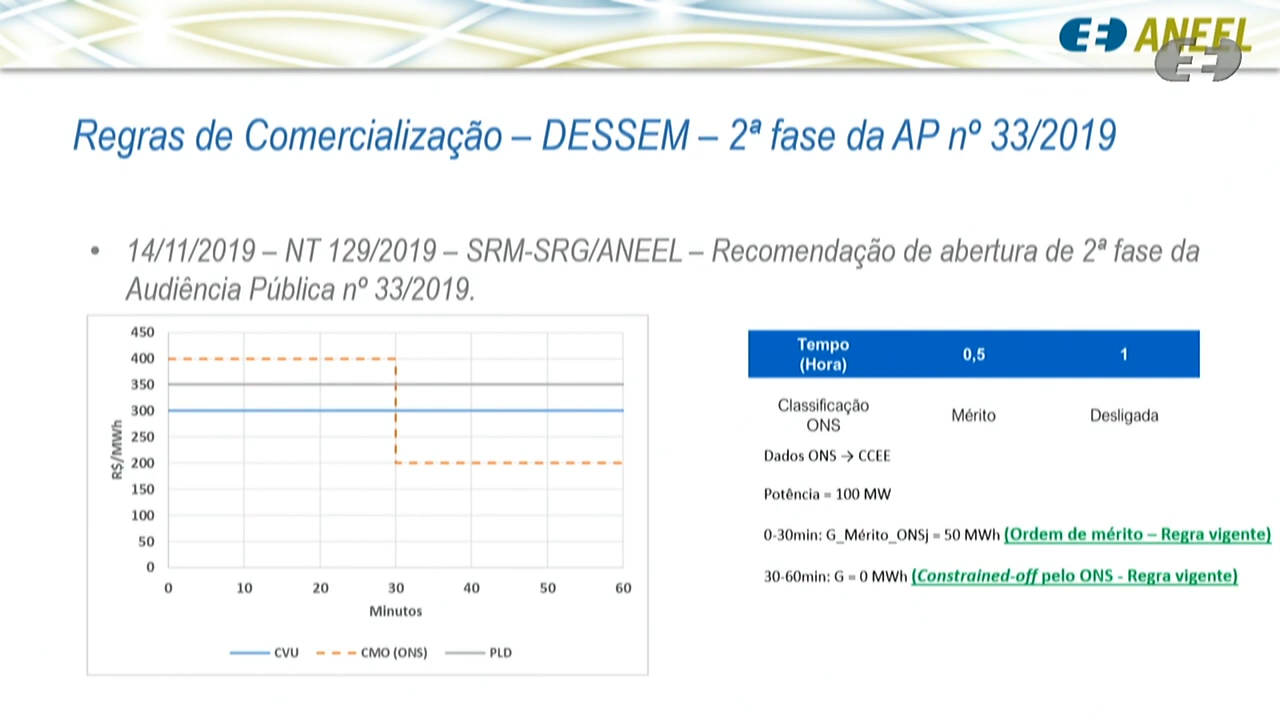 ANEEL
Regras de Comercialização – DESSEM – 2ª fase da AP nº 33/2019
• 14/11/2019 – NT 129/2019 – SRM-SRG/ANEEL – Recomendação de abertura de 2ª fase da
Audiência Pública nº 33/2019.
450
400
350
300
250
200
150
100
50
0
R$/MWh
0 10 20 30 40 50 60
Minutos
CVU CMO (ONS) PLD
Tempo
(Hora) 0,5 1
Classificação
ONS Mérito Desligada
Dados ONS → CCEE
Potência = 100 MW
0-30min: G_Mérito_ONSj = 50 MWh (Ordem de mérito – Regra vigente)
30-60min: G = 0 MWh (Constrained-off pelo ONS - Regra vigente)